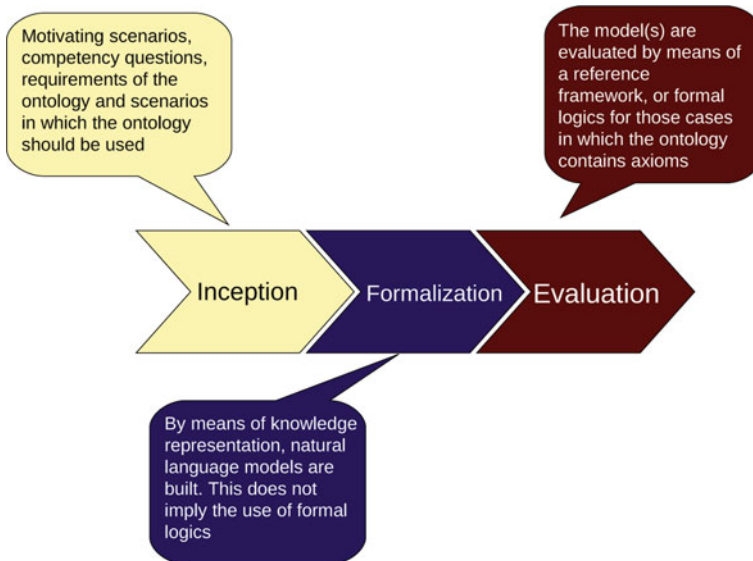 Motivating scenarios,
competency questions,
requirements of the
ontology and scenarios
in which the ontology
should be used
The model(s) are
evaluated by means of
a reference
framework, or formal
logics for those cases
in which the ontology
contains axioms
Inception
Formalization
Evaluation
By means of knowledge
representation, natural
language models are
built. This does not
imply the use of formal
logics